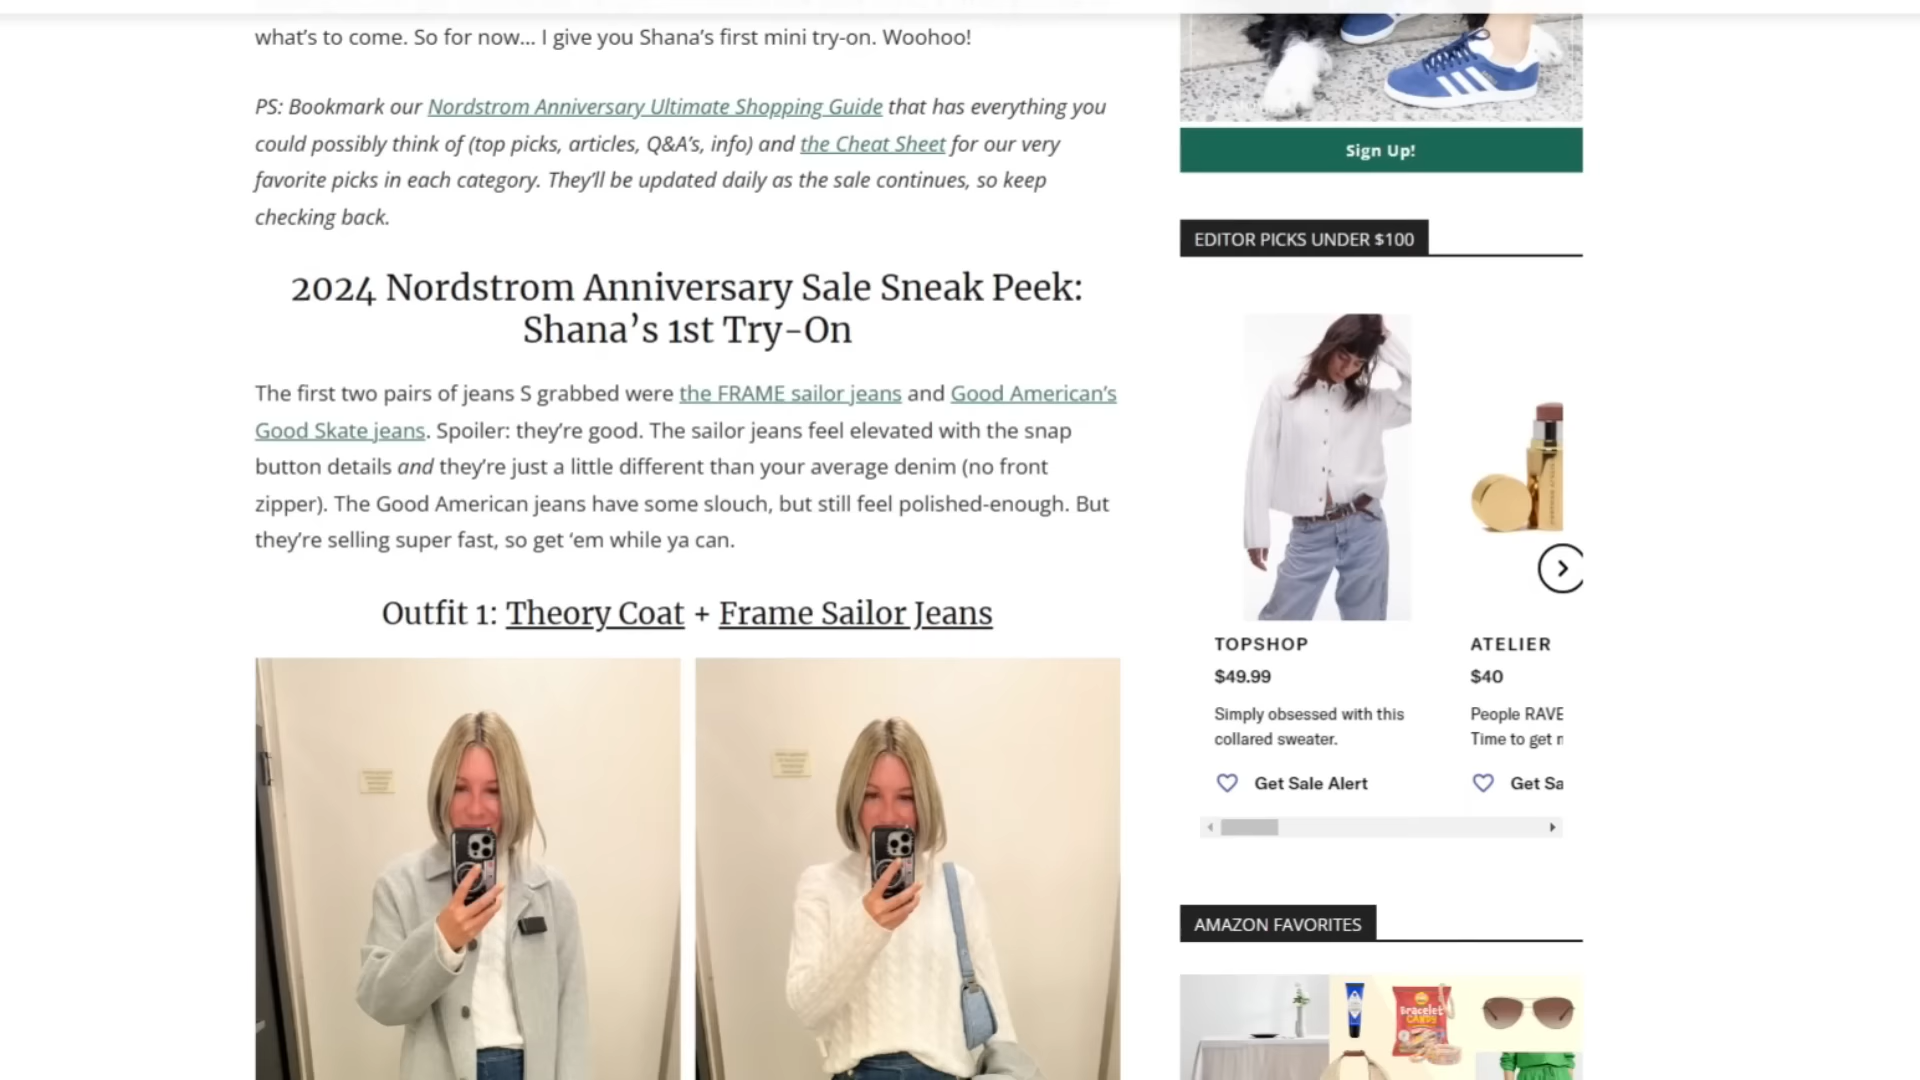 what's to come. So for now... I give you Shana's first mini try-on. Woohoo!
PS: Bookmark our Nordstrom Anniversary Ultimate Shopping Guide that has everything you
could possibly think of (top picks, articles, Q&A's, info) and the Cheat Sheet for our very
favorite picks in each category. They'll be updated daily as the sale continues, so keep
checking back.
2024 Nordstrom Anniversary Sale Sneak Peek:
Shana's 1st Try-On
The first two pairs of jeans S grabbed were the FRAME sailor jeans and Good American's
Good Skate jeans. Spoiler: they're good. The sailor jeans feel elevated with the snap
button details and they're just a little different than your average denim (no front
zipper). The Good American jeans have some slouch, but still feel polished-enough. But
they're selling super fast, so get 'em while ya can.
Outfit 1: Theory Coat + Frame Sailor Jeans
Sign Up!
EDITOR PICKS UNDER $100
TOPSHOP
$49.99
Simply obsessed with this
collared sweater.
Get Sale Alert
ATELIER
$40
People RAVE
Time to get
Get Sa
AMAZON FAVORITES
Bracelet
CANDY